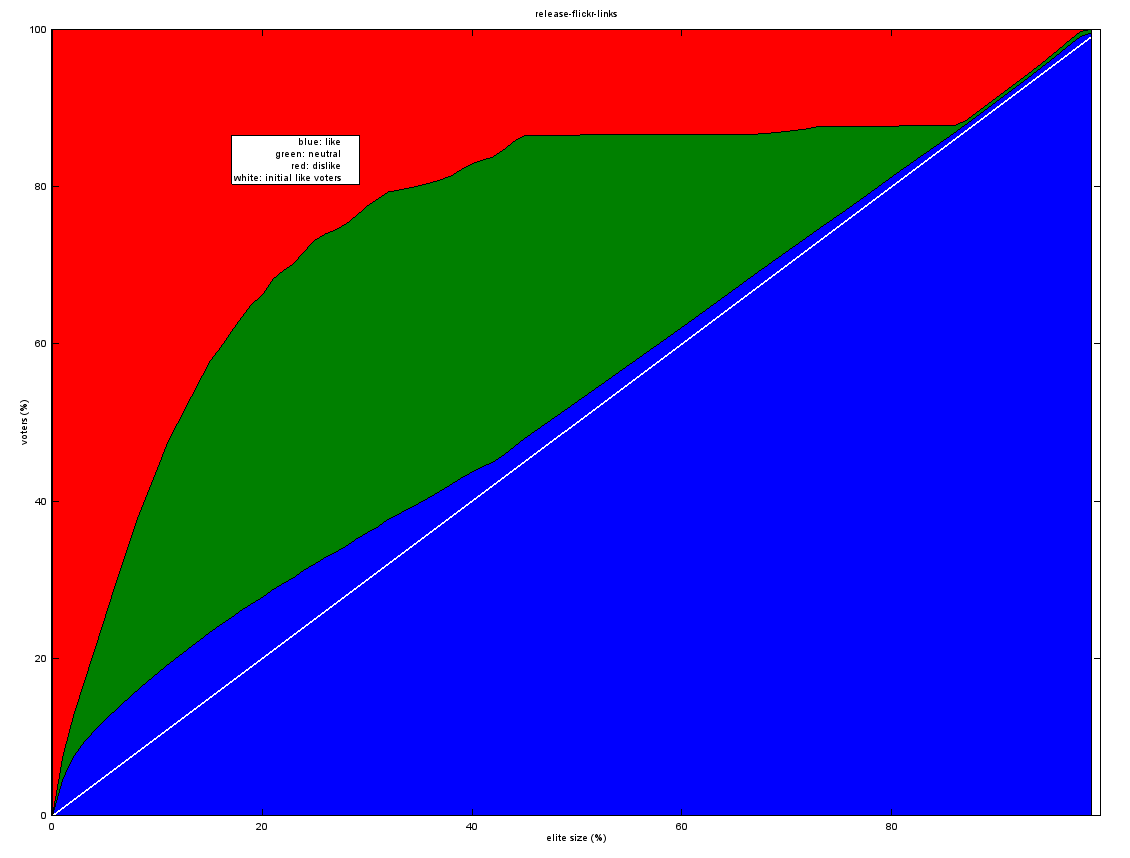 release-flickr-links
100
80
60
40
20
0
voters (%)
blue: like
green: neutral
red: dislike
white: initial like voters
0 20 40 60 80
elite size (%)